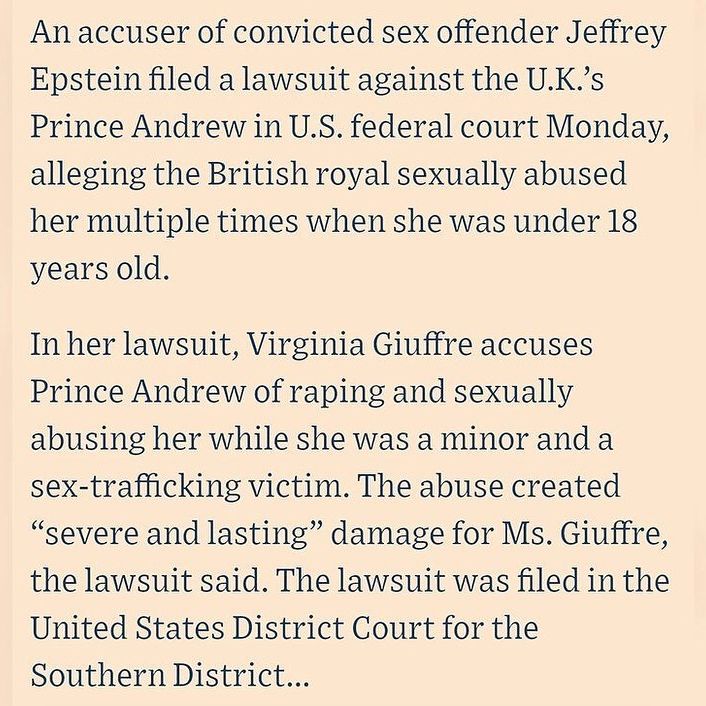 An accuser of convicted sex offender Jeffrey
Epstein filed a lawsuit against the U.K.’s
Prince Andrew in U.S. federal court Monday,
alleging the British royal sexually abused
her multiple times when she was under 18
years old.
In her lawsuit, Virginia Giuffre accuses
Prince Andrew of raping and sexually
abusing her while she was a minor and a
sex-trafficking victim. The abuse created
“severe and lasting” damage for Ms. Giuffre,
the lawsuit said. The lawsuit was filed in the
United States District Court for the
Southern District...